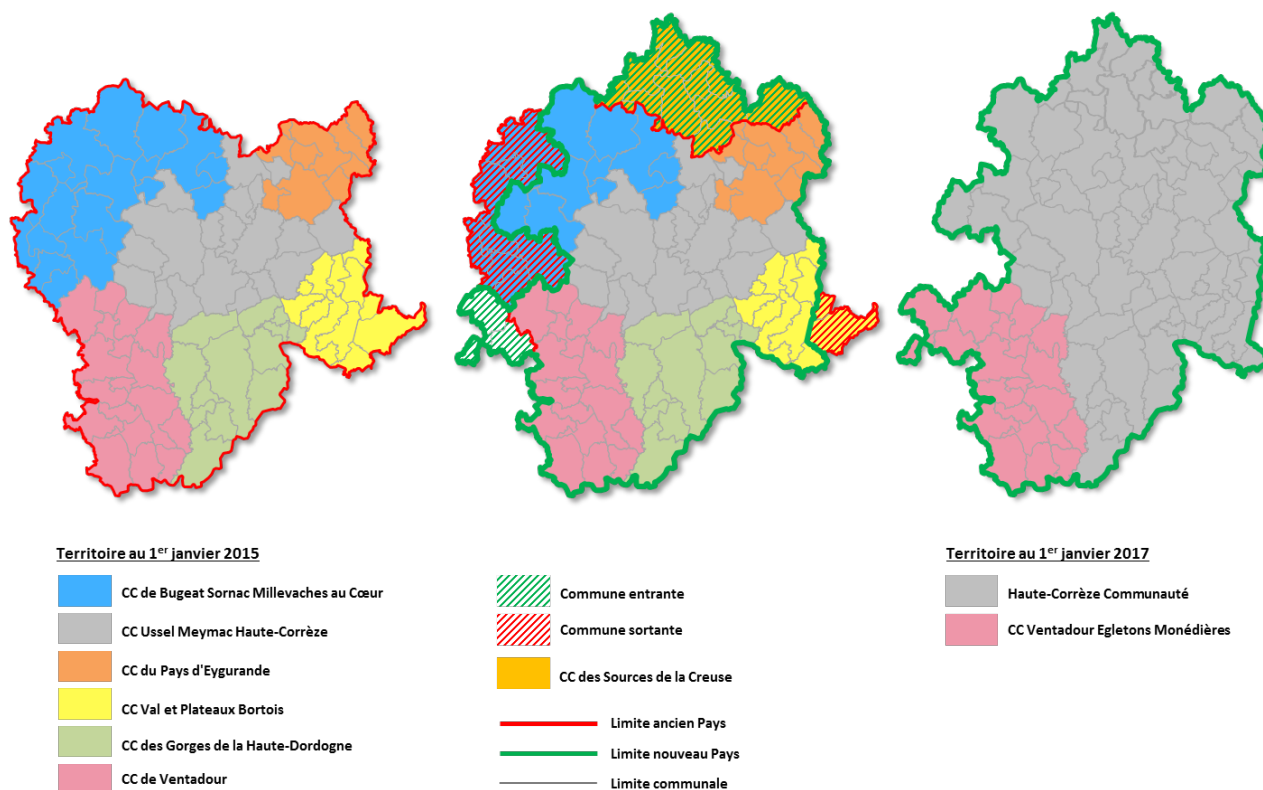 Territoire au 1er janvier 2015
CC de Bugeat Sornac Millevaches au Cœur
CC Ussel Meymac Haute-Corrèze
CC du Pays d'Eygurande
CC Val et Plateaux Bortois
CC des Gorges de la Haute-Dordogne
CC de Ventadour
Commune entrante
Commune sortante
CC des Sources de la Creuse
Limite ancien Pays
Limite nouveau Pays
Limite communale
Territoire au 1er janvier 2017
Haute-Corrèze Communauté
CC Ventadour Egletons Monédières